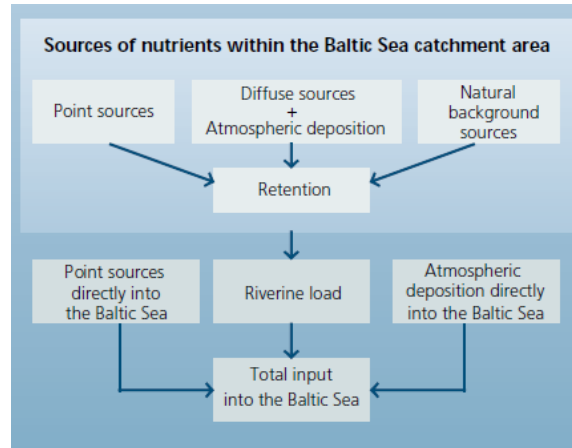 Sources of nutrients within the Baltic Sea catchment area
Point sources
Diffuse sources
+
Atmospheric deposition
Natural
background
sources
Retention
Point sources
directly into
the Baltic Sea
Riverine load
Atmospheric
deposition directly
into the Baltic Sea
Total input
into the Baltic Sea